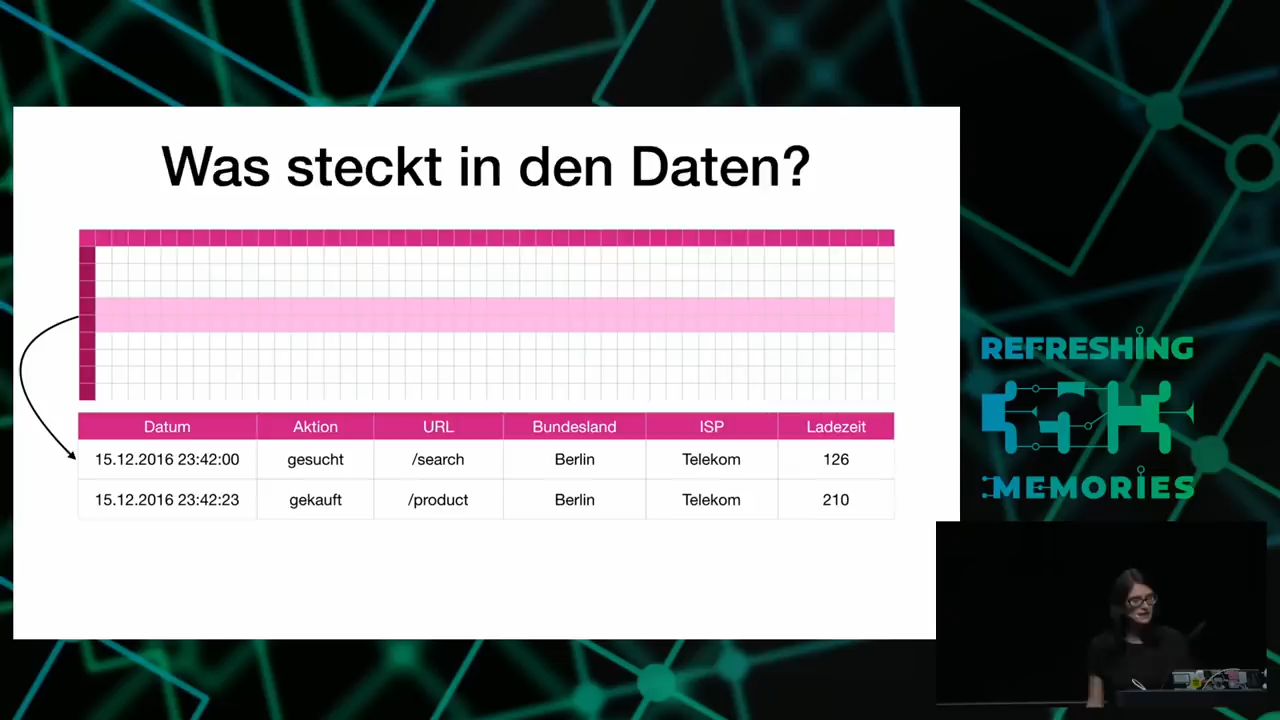 Was steckt in den Daten?
Datum Aktion URL Bundesland ISP Ladezeit
15.12.2016 23:42:00 gesucht /search Berlin Telekom 126
15.12.2016 23:42:23 gekauft /product Berlin Telekom 210
REFRESHING
MEMORIES